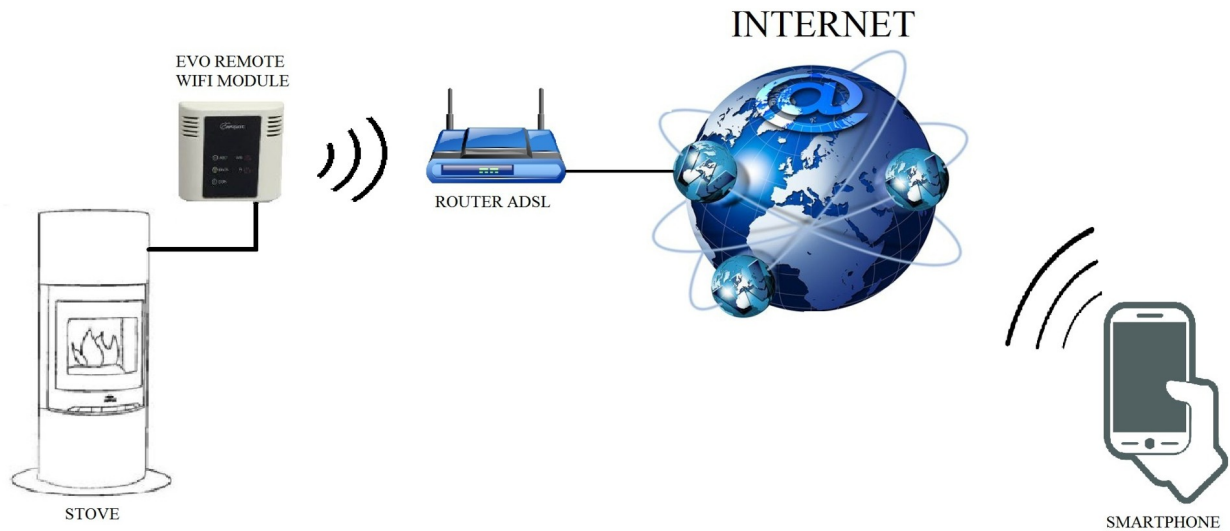 INTERNET
EVO REMOTE
WIFI MODULE
ROUTER ADSL
STOVE
SMARTPHONE